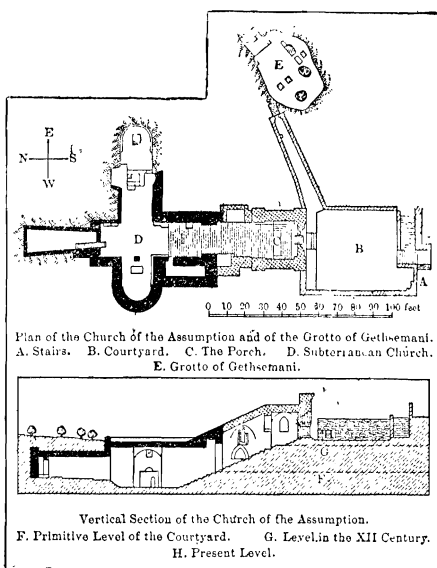 E
E
N S
W
D
C
B
A
0 10 20 30 40 50 60 70 80 90 100 feet
Plan of the Church of the Assumption and of the Grotto of Gethsemani.
A. Stairs. B. Courtyard. C. The Porch. D. Subterranean Church.
E. Grotto of Gethsemani.
H
G
F
Vertical Section of the Church of the Assumption.
F. Primitive Level of the Courtyard. G. Level in the XII Century.
H. Present Level.